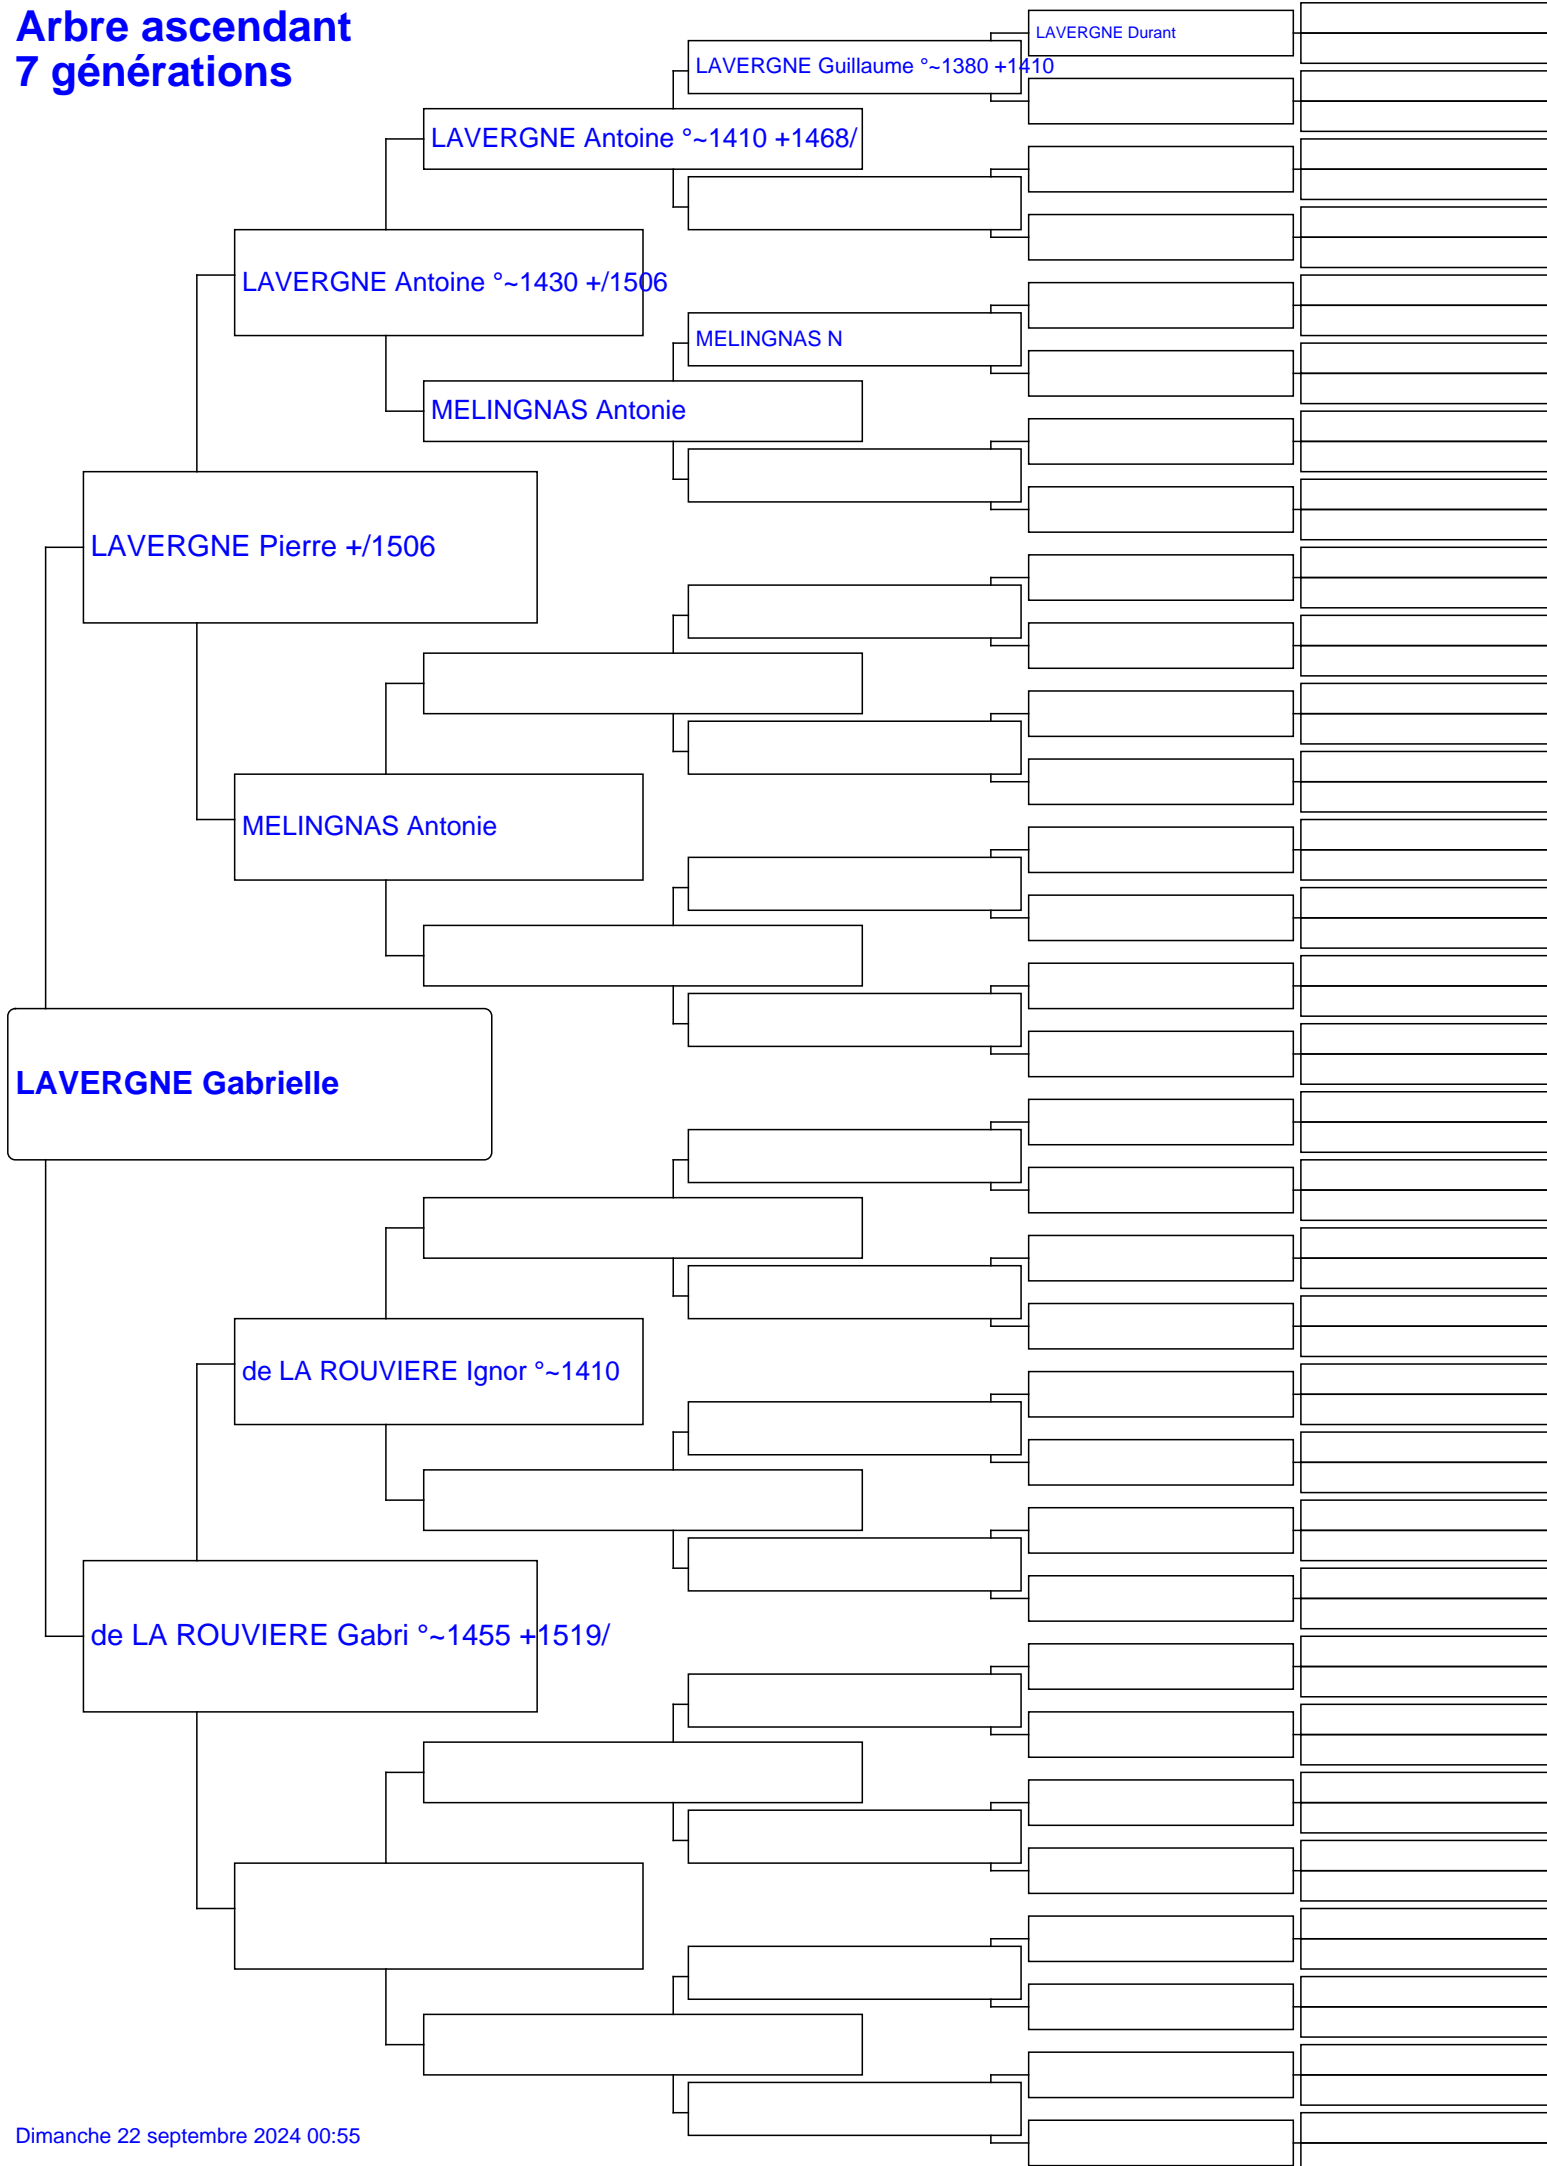 Arbre ascendant
7 générations
LAVERGNE Durant
LAVERGNE Guillaume °~1380 +1410
LAVERGNE Antoine °~1410 +1468/
LAVERGNE Antoine °~1430 +/1506
MELINGNAS N
MELINGNAS Antonie
LAVERGNE Pierre +/1506
MELINGNAS Antonie
LAVERGNE Gabrielle
de LA ROUVIERE Ignor °~1410
de LA ROUVIERE Gabri °~1455 +1519/
Dimanche 22 septembre 2024 00:55